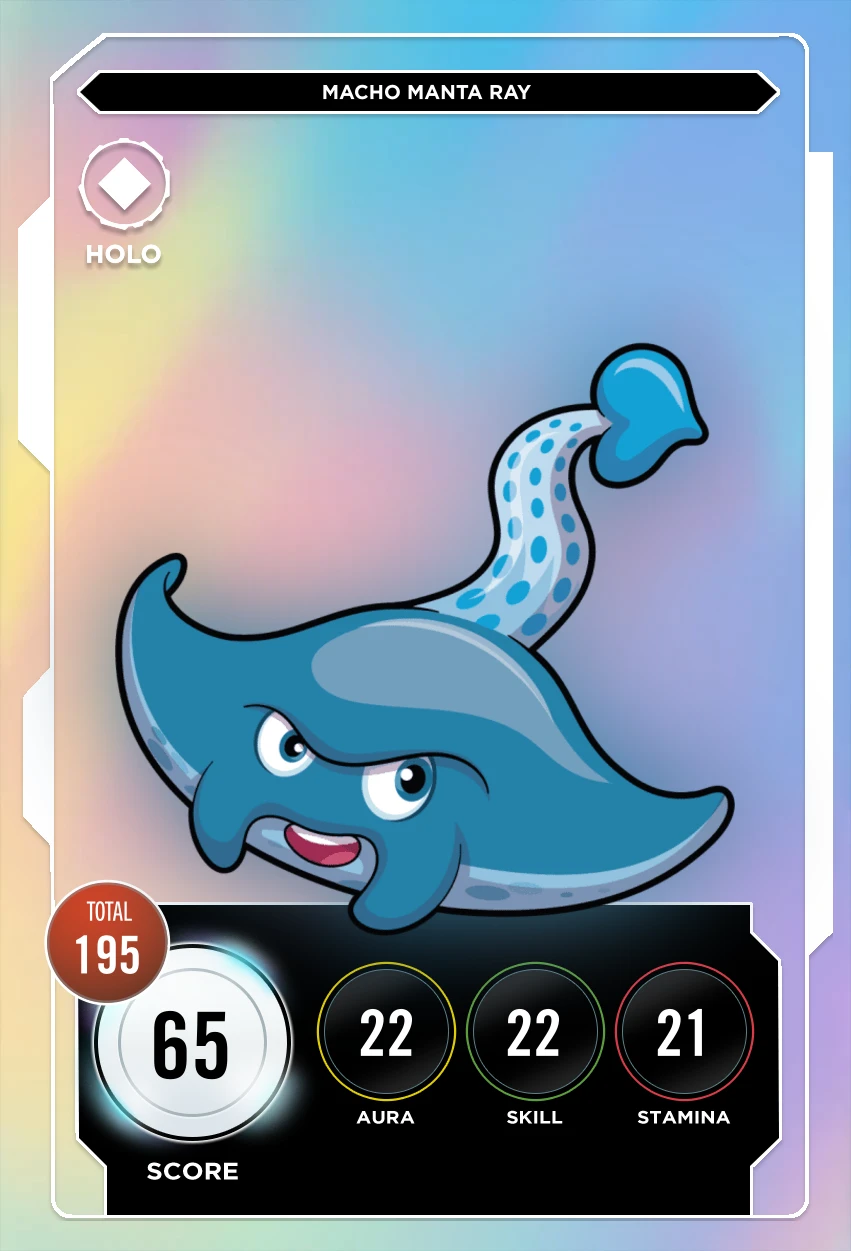 MACHO MANTA RAY
HOLO
TOTAL
195
65
SCORE
22
AURA
22
SKILL
21
STAMINA